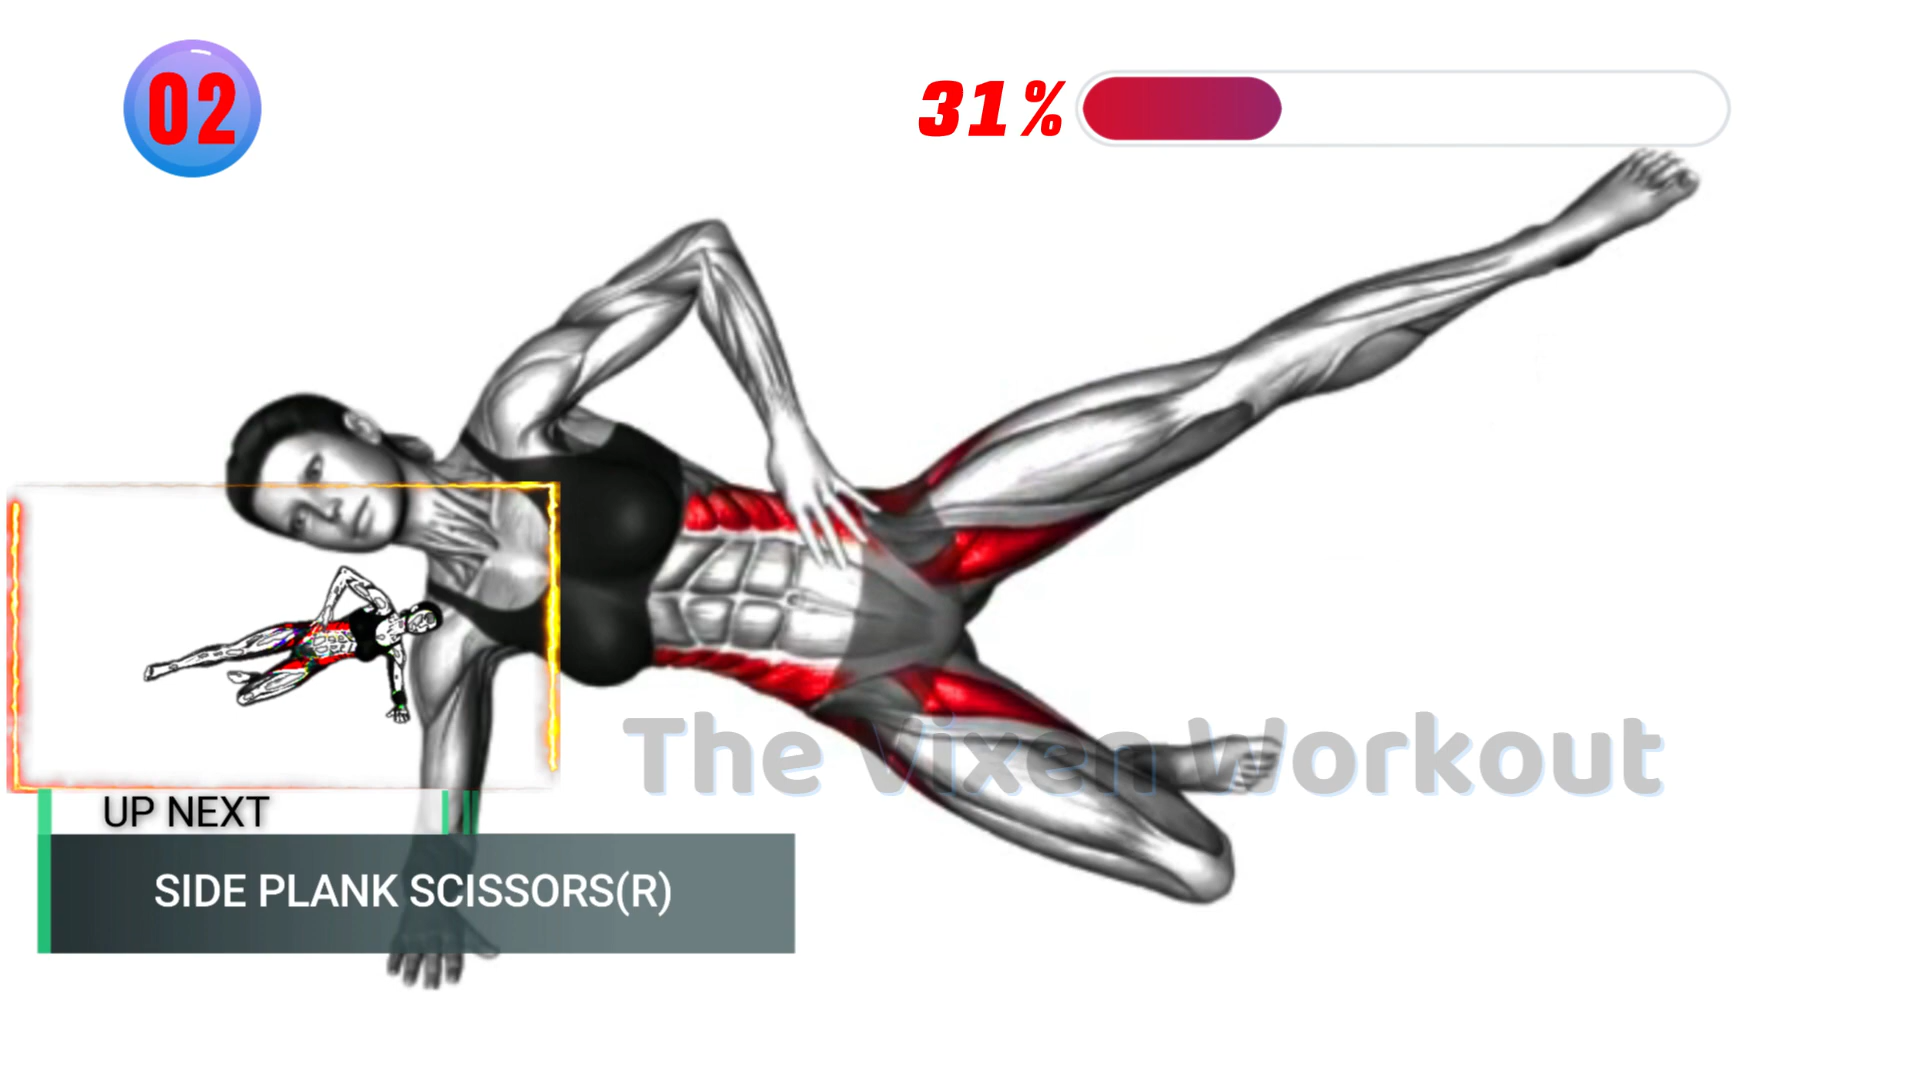 02
31%
The Vixen Workout
UP NEXT
SIDE PLANK SCISSORS(R)